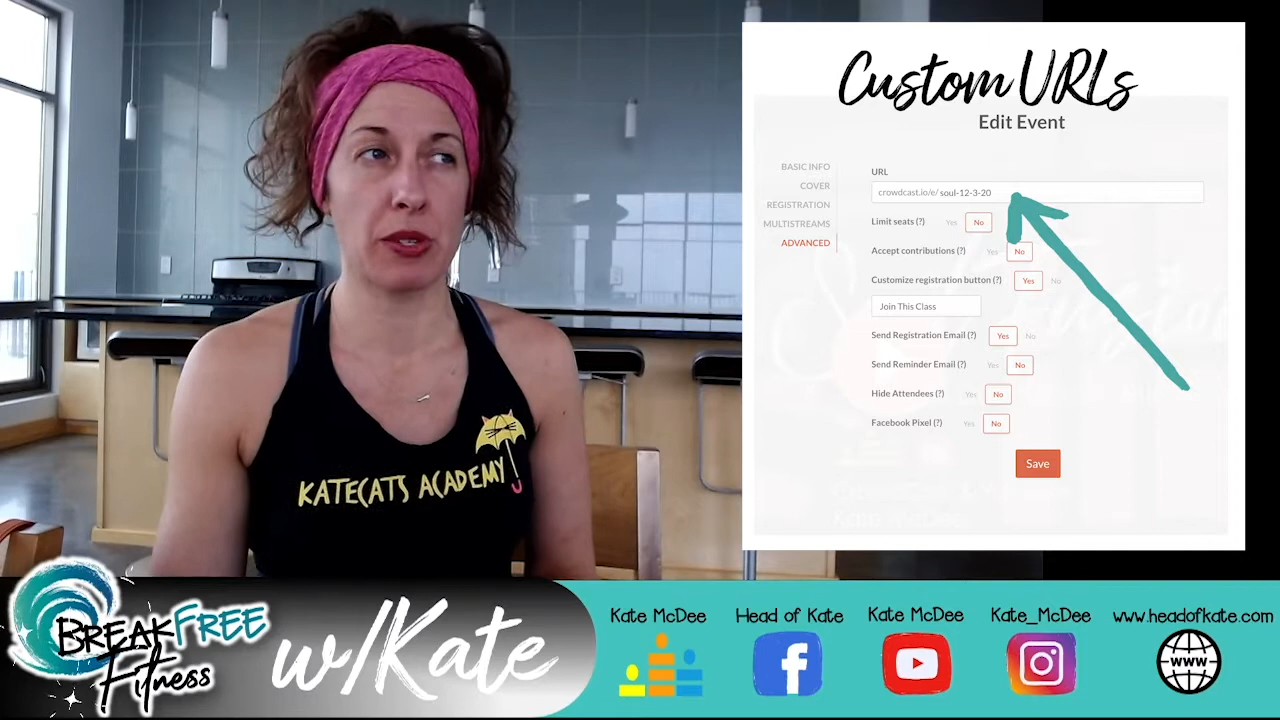 Custom URLs
Edit Event
BASIC INFO
COVER
REGISTRATION
MULTISTREAMS
ADVANCED
URL
crowdcast.io/e/ soul-12-3-20
Limit seats (?) Yes No
Accept contributions (?) Yes No
Customize registration button (?) Yes No
Join This Class
Send Registration Email (?) Yes No
Send Reminder Email (?) Yes No
Hide Attendees (?) Yes No
Facebook Pixel (?) Yes No
Save
KATECATS ACADEMY
BREAKFREE
Fitness
w/Kate
Kate McDee
Head of Kate
Kate McDee
Kate_McDee
www.headofkate.com
WWW